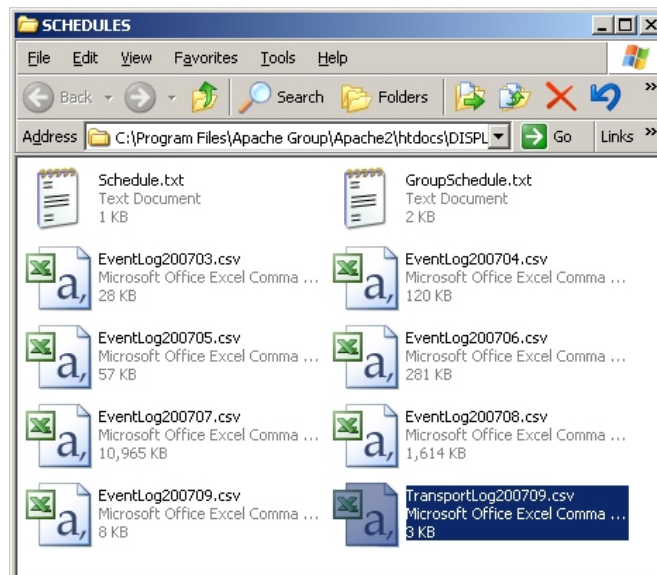 SCHEDULES
File Edit View Favorites Tools Help
Back Search Folders »
Address C:\Program Files\Apache Group\Apache2\htdocs\DISPL Go Links »
Schedule.txt
Text Document
1 KB
GroupSchedule.txt
Text Document
2 KB
EventLog200703.csv
Microsoft Office Excel Comma ...
28 KB
EventLog200704.csv
Microsoft Office Excel Comma ...
120 KB
EventLog200705.csv
Microsoft Office Excel Comma ...
57 KB
EventLog200706.csv
Microsoft Office Excel Comma ...
281 KB
EventLog200707.csv
Microsoft Office Excel Comma ...
10,965 KB
EventLog200708.csv
Microsoft Office Excel Comma ...
1,614 KB
EventLog200709.csv
Microsoft Office Excel Comma ...
8 KB
TransportLog200709.csv
Microsoft Office Excel Comma ...
3 KB